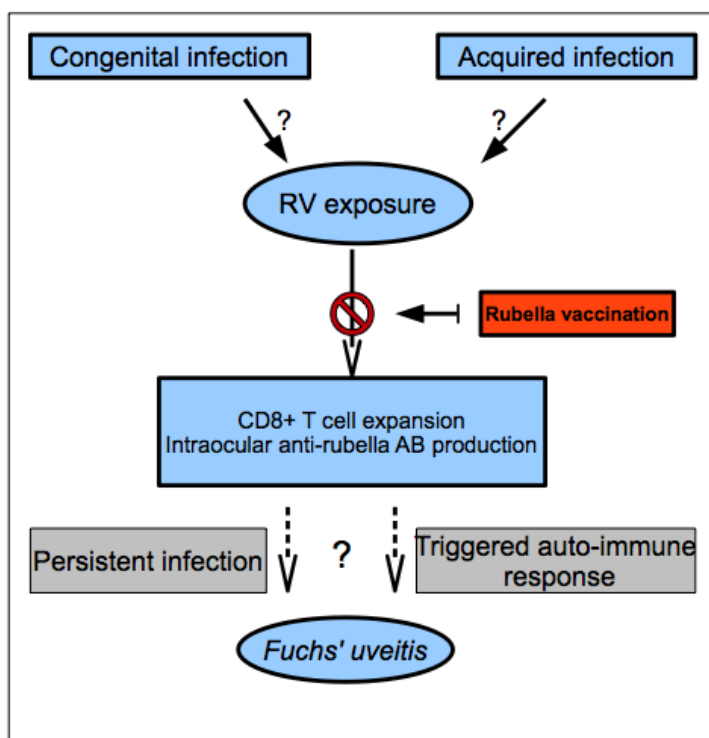 Congenital infection
Acquired infection
?
?
RV exposure
Rubella vaccination
CD8+ T cell expansion
Intraocular anti-rubella AB production
Persistent infection
?
Triggered auto-immune
response
Fuchs' uveitis